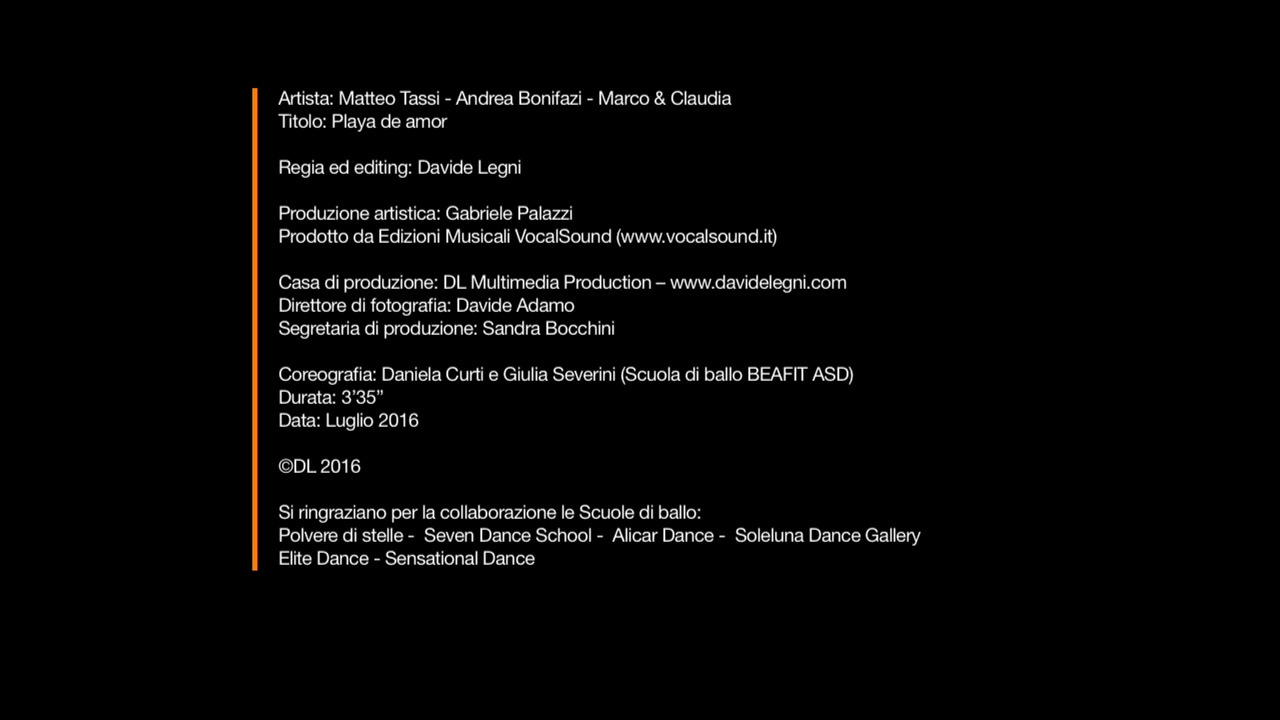 Artista: Matteo Tassi - Andrea Bonifazi - Marco & Claudia
Titolo: Playa de amor
Regia ed editing: Davide Legni
Produzione artistica: Gabriele Palazzi
Prodotto da Edizioni Musicali VocalSound (www.vocalsound.it)
Casa di produzione: DL Multimedia Production – www.davidelegni.com
Direttore di fotografia: Davide Adamo
Segretaria di produzione: Sandra Bocchini
Coreografia: Daniela Curti e Giulia Severini (Scuola di ballo BEAFIT ASD)
Durata: 3’35”
Data: Luglio 2016
©DL 2016
Si ringraziano per la collaborazione le Scuole di ballo:
Polvere di stelle -  Seven Dance School -  Alicar Dance -  Soleluna Dance Gallery
Elite Dance - Sensational Dance